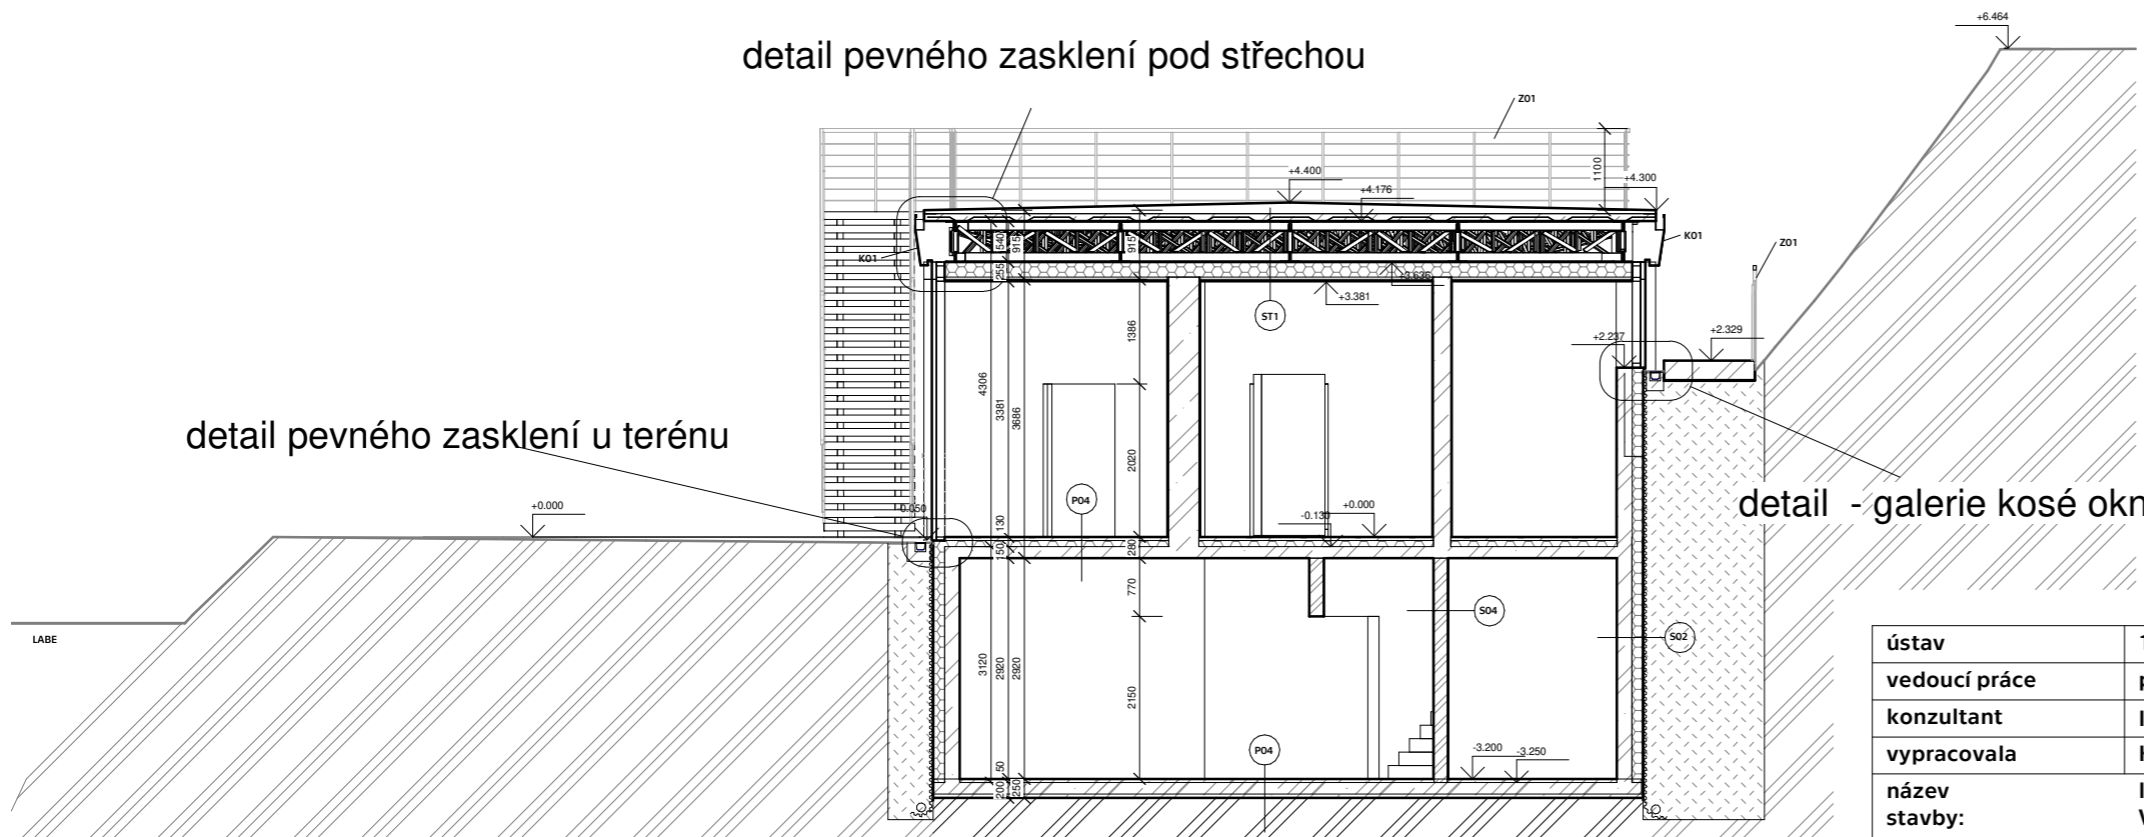 +6.464
detail pevného zasklení pod střechou
Z01
1100
+4.400
+4.300
+4.176
K01
K01
Z01
540
915
915
255
+3.636
+3.381
ST1
1386
+2.237
+2.329
4306
3381
3686
detail pevného zasklení u terénu
2020
P04
+0.000
-0.050
130
-0.130
+0.000
detail - galerie kosé okn
150
280
770
S04
S02
LABE
3120
2920
2920
2150
P04
-3.200
-3.250
50
200
250
ústav
vedoucí práce
konzultant
vypracovala
název
stavby: